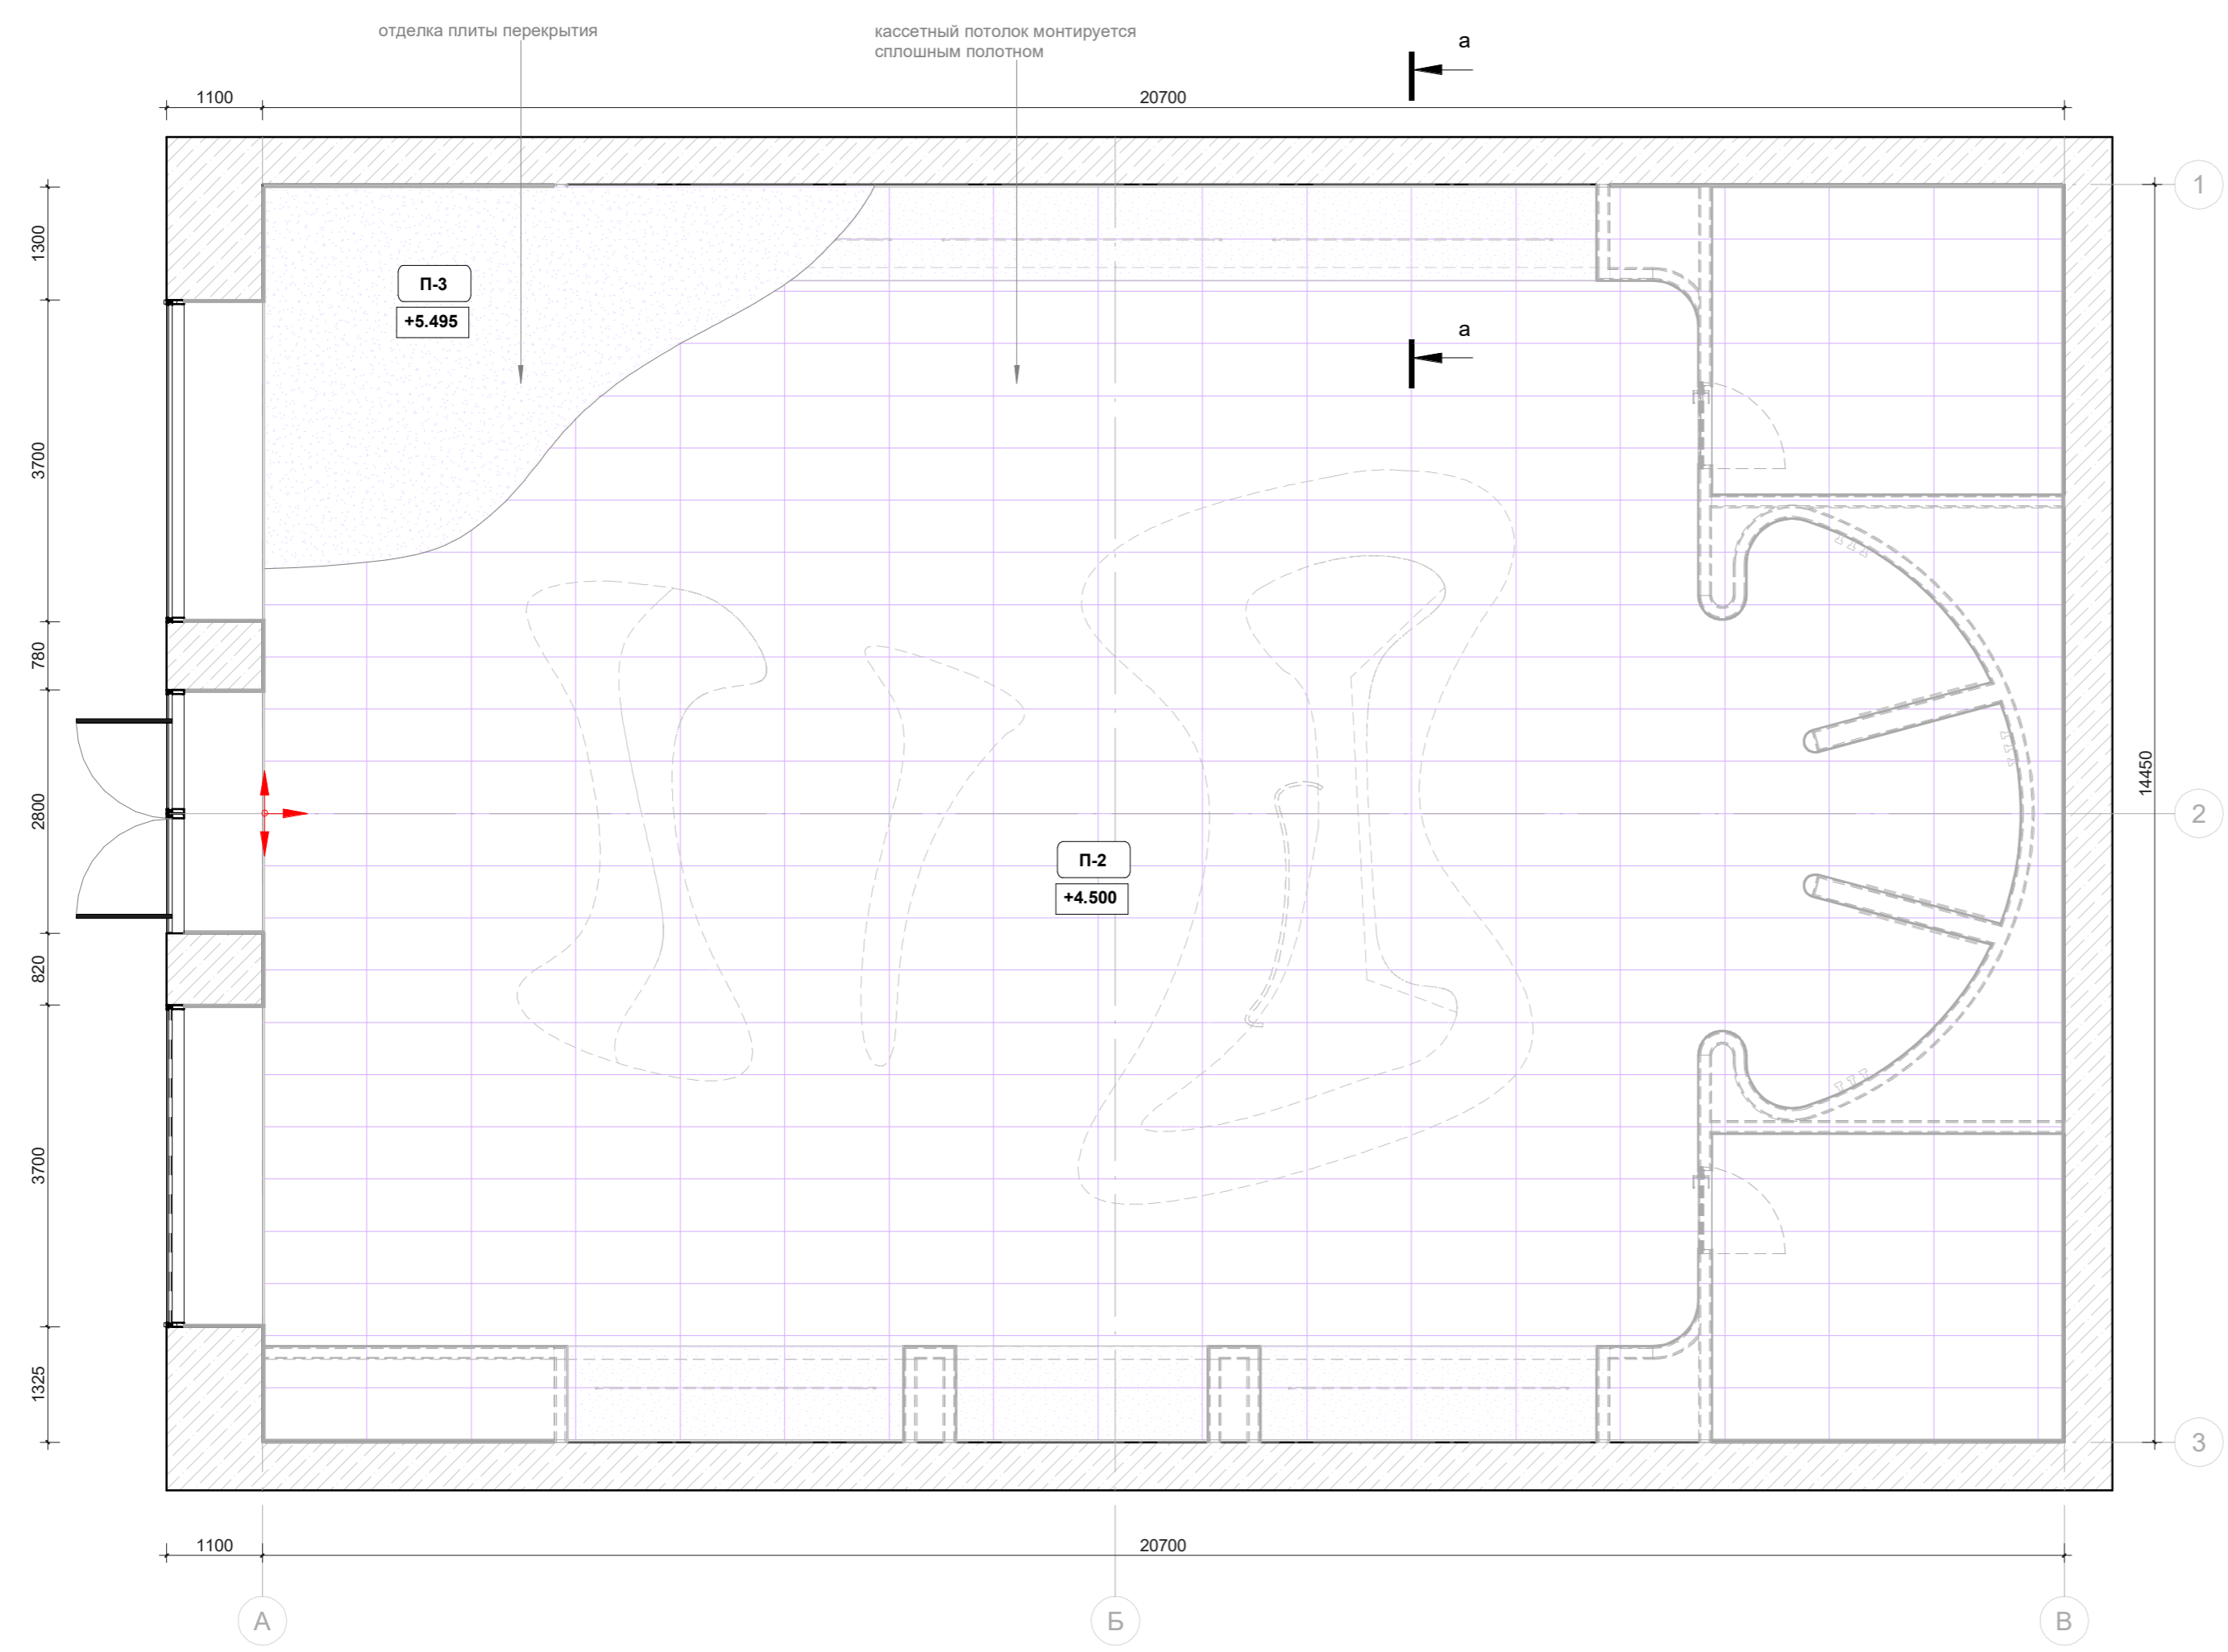 отделка плиты перекрытия
кассетный потолок монтируется
сплошным полотном
а
1100
20700
1
1300
П-3
+5.495
а
3700
780
2800
14450
2
П-2
+4.500
820
3700
1325
3
1100
20700
А
Б
В